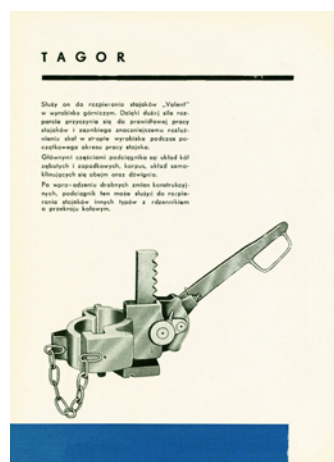 TAGOR
Służy on do rozpierania stojaków „Valent"
w wyrobisku górniczym. Dzięki dużej sile roz-
parcia przyczynia się do prawidłowej pracy
stojaków i zapobiega znaczniejszemu rozluź-
nieniu skał w stropie wyrobiska podczas po-
czątkowego okresu pracy stojaka.
Głównymi częściami podciągnika są: układ kół
zębatych i zapadkowych, korpus, układ samo-
klinujących się obejm oraz dźwignia.
Po wprowadzeniu drobnych zmian konstrukcyj-
nych, podciągnik ten może służyć do rozpie-
rania stojaków innych typów z rdzennikiem
o przekroju kołowym.